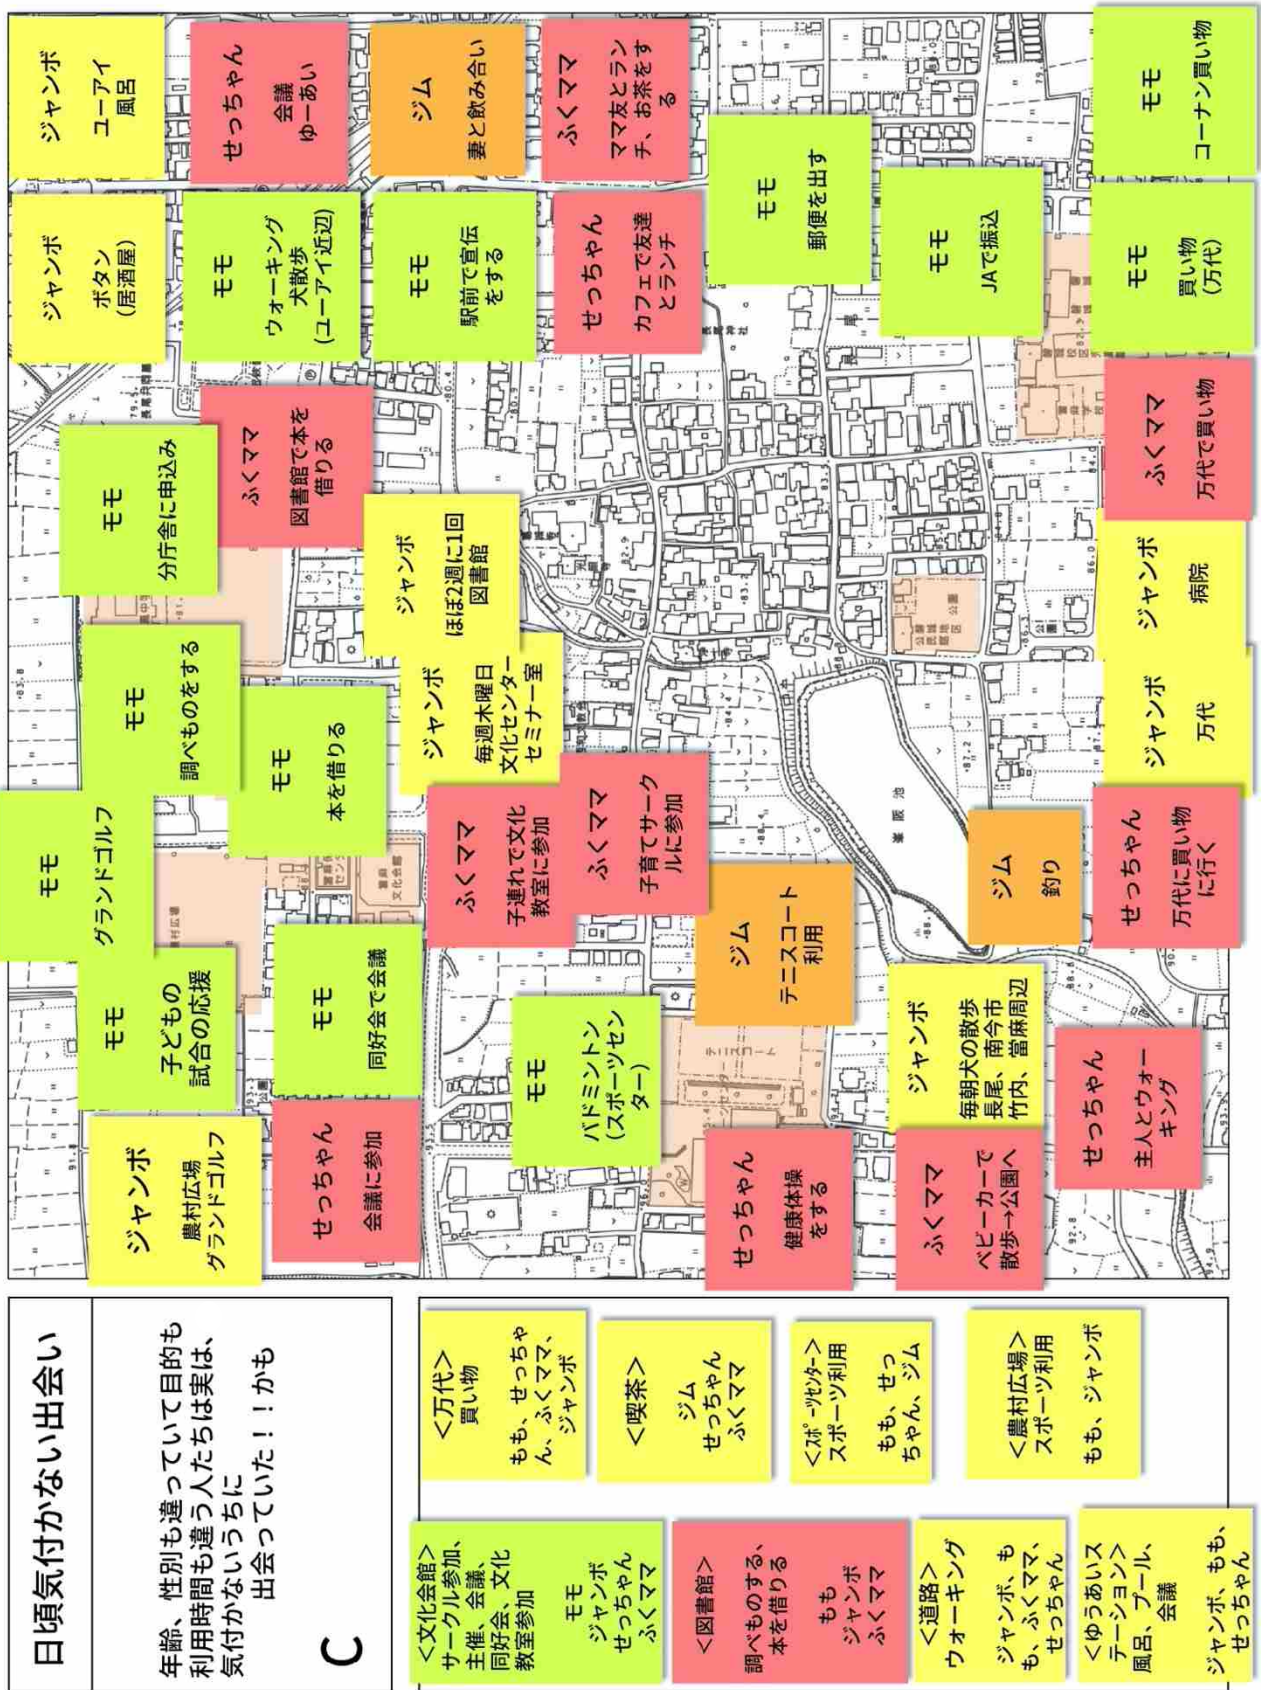 日頃気付かない出会い
年齢、性別も違っていて目的も
利用時間も違う人たちは実は、
気付かないうちに
出会っていた！！かも
C
＜文化会館＞
サークル参加、
主催、会議、
同好会、文化
教室参加
モモ
ジャンボ
せっちゃん
ふくママ
＜万代＞
買い物
もも、せっちゃ
ん、ふくママ、
ジャンボ
＜図書館＞
調べものする、
本を借りる
もも
ジャンボ
ふくママ
＜喫茶＞
ジム
せっちゃん
ふくママ
＜道路＞
ウォーキング
ジャンボ、も
も、ふくママ、
せっちゃん
＜ｽﾎﾟｰﾂｾﾝﾀｰ＞
スポーツ利用
もも、せっ
ちゃん、ジム
＜ゆうあいス
テーション＞
風呂、プール、
会議
ジャンボ、もも、
せっちゃん
＜農村広場＞
スポーツ利用
もも、ジャンボ
ジャンボ
農村広場
グランドゴルフ
モモ
子どもの
試合の応援
モモ
グランドゴルフ
モモ
調べものをする
モモ
分庁舎に申込み
ジャンボ
ボタン
（居酒屋）
ジャンボ
ユーアイ
風呂
せっちゃん
会議に参加
モモ
同好会で会議
モモ
本を借りる
ふくママ
図書館で本を
借りる
モモ
ウォーキング
犬散歩
（ユーアイ近辺）
せっちゃん
会議
ゆーあい
ふくママ
子連れで文化
教室に参加
ジャンボ
毎週木曜日
文化センター
セミナー室
ジャンボ
ほぼ2週に1回
図書館
モモ
駅前で宣伝
をする
ジム
妻と飲み合い
モモ
バドミントン
（スポーツセン
ター）
ふくママ
子育てサーク
ルに参加
せっちゃん
カフェで友達
とランチ
ふくママ
ママ友とラン
チ、お茶をす
る
せっちゃん
健康体操
をする
ジム
テニスコート
利用
モモ
郵便を出す
ふくママ
ベビーカーで
散歩→公園へ
ジャンボ
毎朝犬の散歩
長尾、南今市
竹内、當麻周辺
ジム
釣り
モモ
JAで振込
せっちゃん
主人とウォー
キング
せっちゃん
万代に買い物
に行く
ジャンボ
万代
ジャンボ
病院
ふくママ
万代で買い物
モモ
買い物
（万代）
モモ
コーナン買い物
文化会館
テニスコート
長尾神社
公園